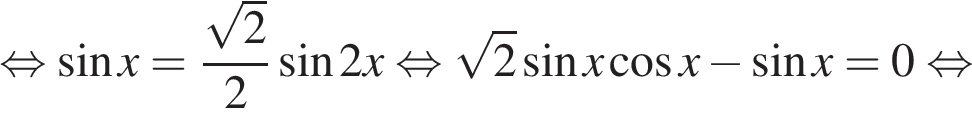 ⇔ sin x = √2/2 sin 2x ⇔ √2 sin x cos x − sin x = 0 ⇔